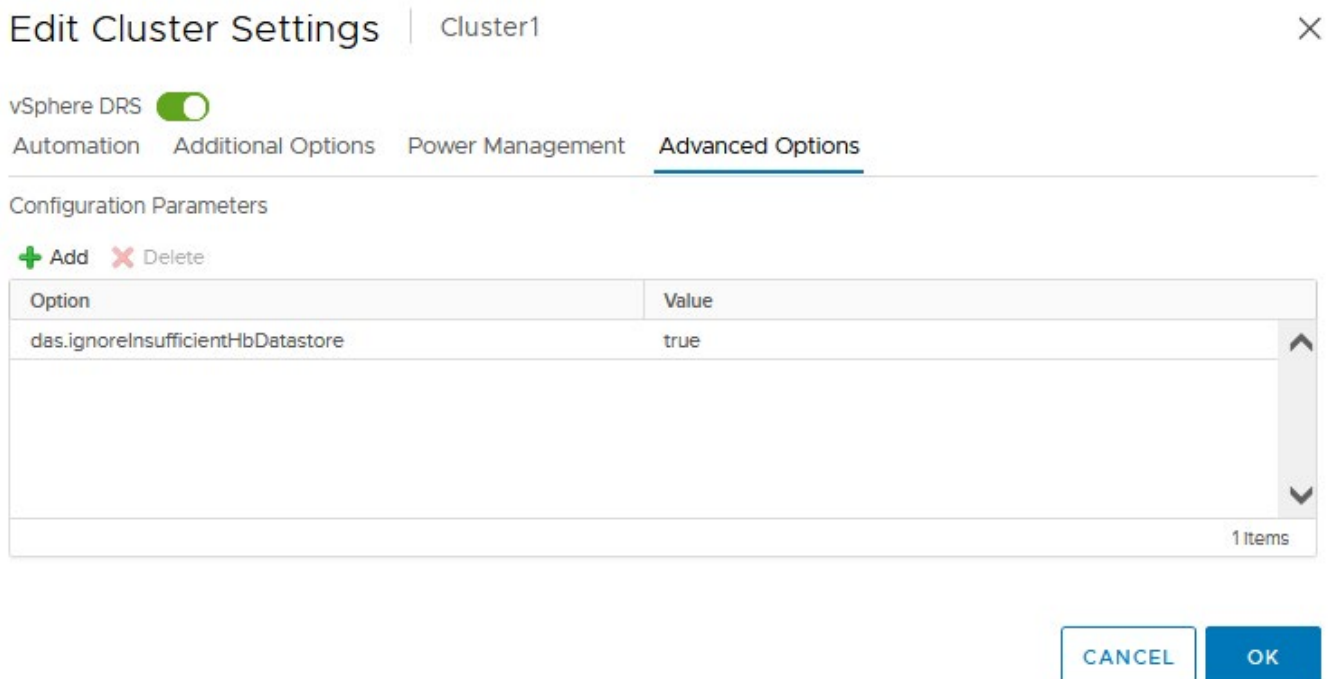 Edit Cluster Settings Cluster1
vSphere DRS
Automation Additional Options Power Management Advanced Options
Configuration Parameters
Add Delete
Option Value
das.ignoreInsufficientHbDatastore true
1 Items
CANCEL OK